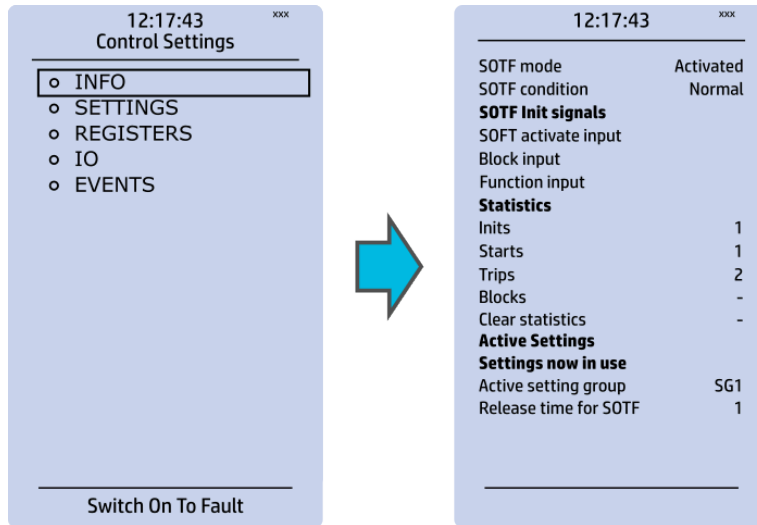 12:17:43 xxx
Control Settings
INFO
SETTINGS
REGISTERS
IO
EVENTS
Switch On To Fault
12:17:43 xxx
SOTF mode Activated
SOTF condition Normal
SOTF Init signals
SOFT activate input
Block input
Function input
Statistics
Inits 1
Starts 1
Trips 2
Blocks -
Clear statistics -
Active Settings
Settings now in use
Active setting group SG1
Release time for SOTF 1